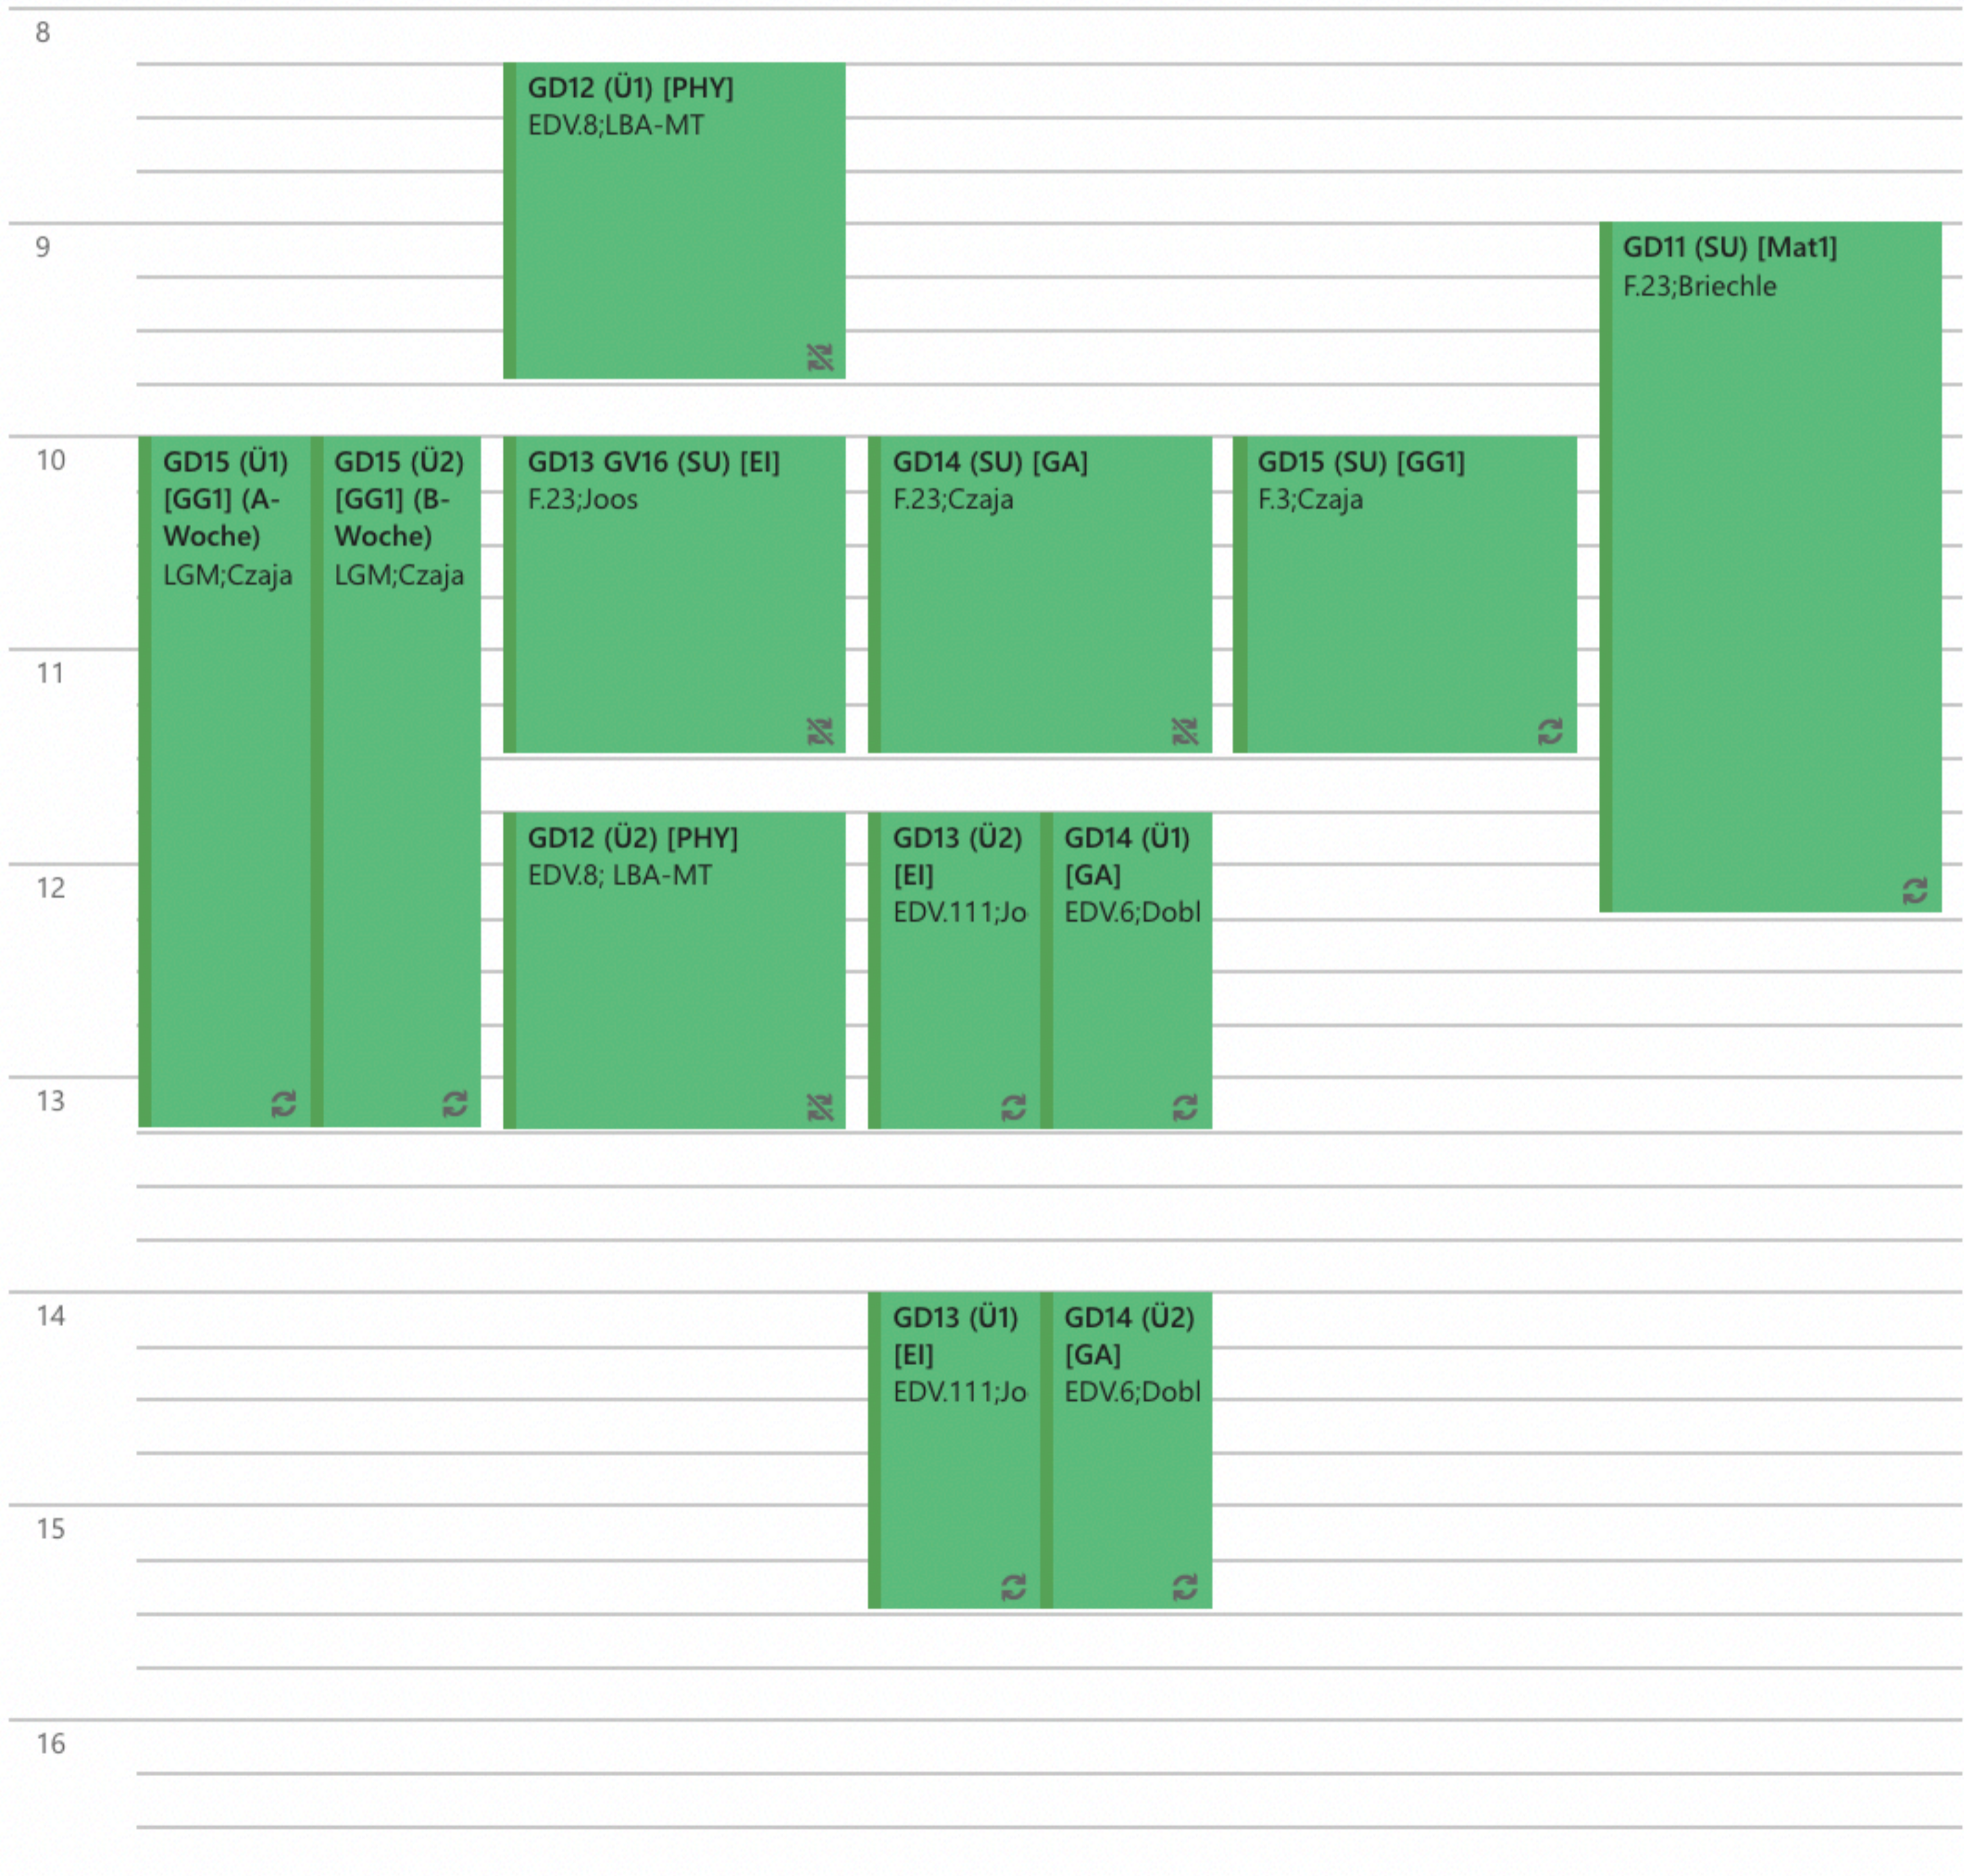 8
GD12 (Ü1) [PHY]
EDV.8;LBA-MT
9
GD11 (SU) [Mat1]
F.23;Briechle
10
GD15 (Ü1)
[GG1] (A-
Woche)
LGM;Czaja
GD15 (Ü2)
[GG1] (B-
Woche)
LGM;Czaja
GD13 GV16 (SU) [EI]
F.23;Joos
GD14 (SU) [GA]
F.23;Czaja
GD15 (SU) [GG1]
F.3;Czaja
11
GD12 (Ü2) [PHY]
EDV.8; LBA-MT
GD13 (Ü2)
[EI]
EDV.111;Jo
GD14 (Ü1)
[GA]
EDV.6;Dobl
12
13
14
GD13 (Ü1)
[EI]
EDV.111;Jo
GD14 (Ü2)
[GA]
EDV.6;Dobl
15
16